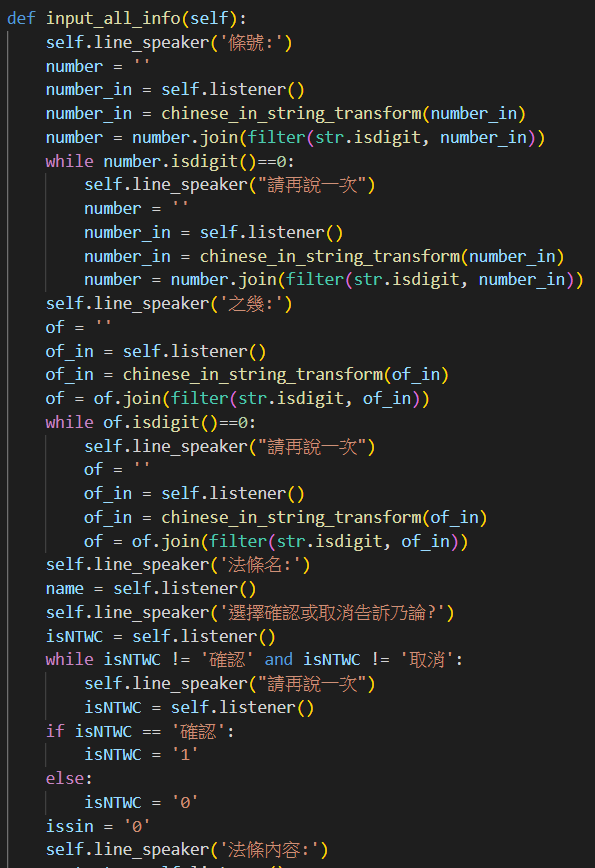 def input_all_info(self):
    self.line_speaker('條號:')
    number = ''
    number_in = self.listener()
    number_in = chinese_in_string_transform(number_in)
    number = number.join(filter(str.isdigit, number_in))
    while number.isdigit()==0:
        self.line_speaker("請再說一次")
        number = ''
        number_in = self.listener()
        number_in = chinese_in_string_transform(number_in)
        number = number.join(filter(str.isdigit, number_in))
    self.line_speaker('之幾:')
    of = ''
    of_in = self.listener()
    of_in = chinese_in_string_transform(of_in)
    of = of.join(filter(str.isdigit, of_in))
    while of.isdigit()==0:
        self.line_speaker("請再說一次")
        of = ''
        of_in = self.listener()
        of_in = chinese_in_string_transform(of_in)
        of = of.join(filter(str.isdigit, of_in))
    self.line_speaker('法條名:')
    name = self.listener()
    self.line_speaker('選擇確認或取消告訴乃論?')
    isNTWC = self.listener()
    while isNTWC != '確認' and isNTWC != '取消':
        self.line_speaker("請再說一次")
        isNTWC = self.listener()
    if isNTWC == '確認':
        isNTWC = '1'
    else:
        isNTWC = '0'
    issin = '0'
    self.line_speaker('法條內容:')